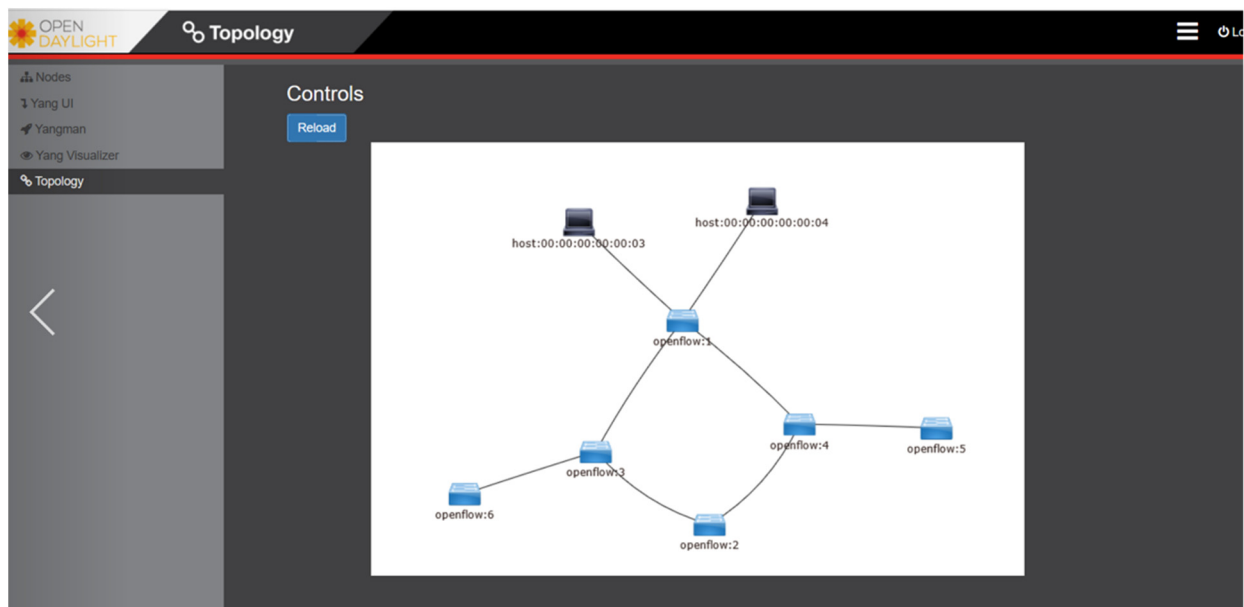 OPEN
DAYLIGHT
Topology
Nodes
Yang UI
Yangman
Yang Visualizer
Topology
Controls
Reload
host:00:00:00:00:00:03
host:00:00:00:00:00:04
openflow:1
openflow:4
openflow:5
openflow:3
openflow:6
openflow:2